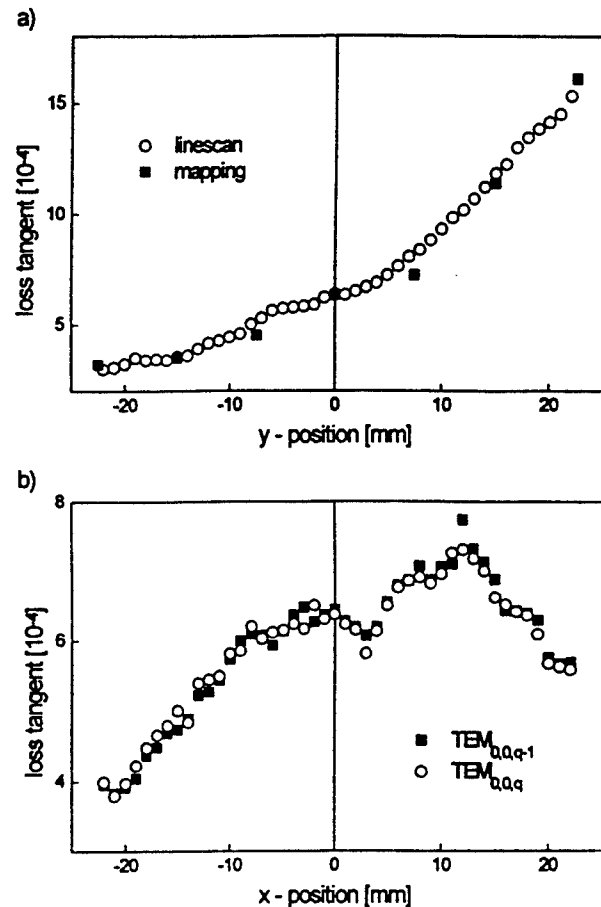 a)
15
10
5
loss tangent [10-4]
linescan
mapping
-20 -10 0 10 20
y - position [mm]
b)
8
6
4
loss tangent [10-4]
TEM0,0,q-1
TEM0,0,q
-20 -10 0 10 20
x - position [mm]